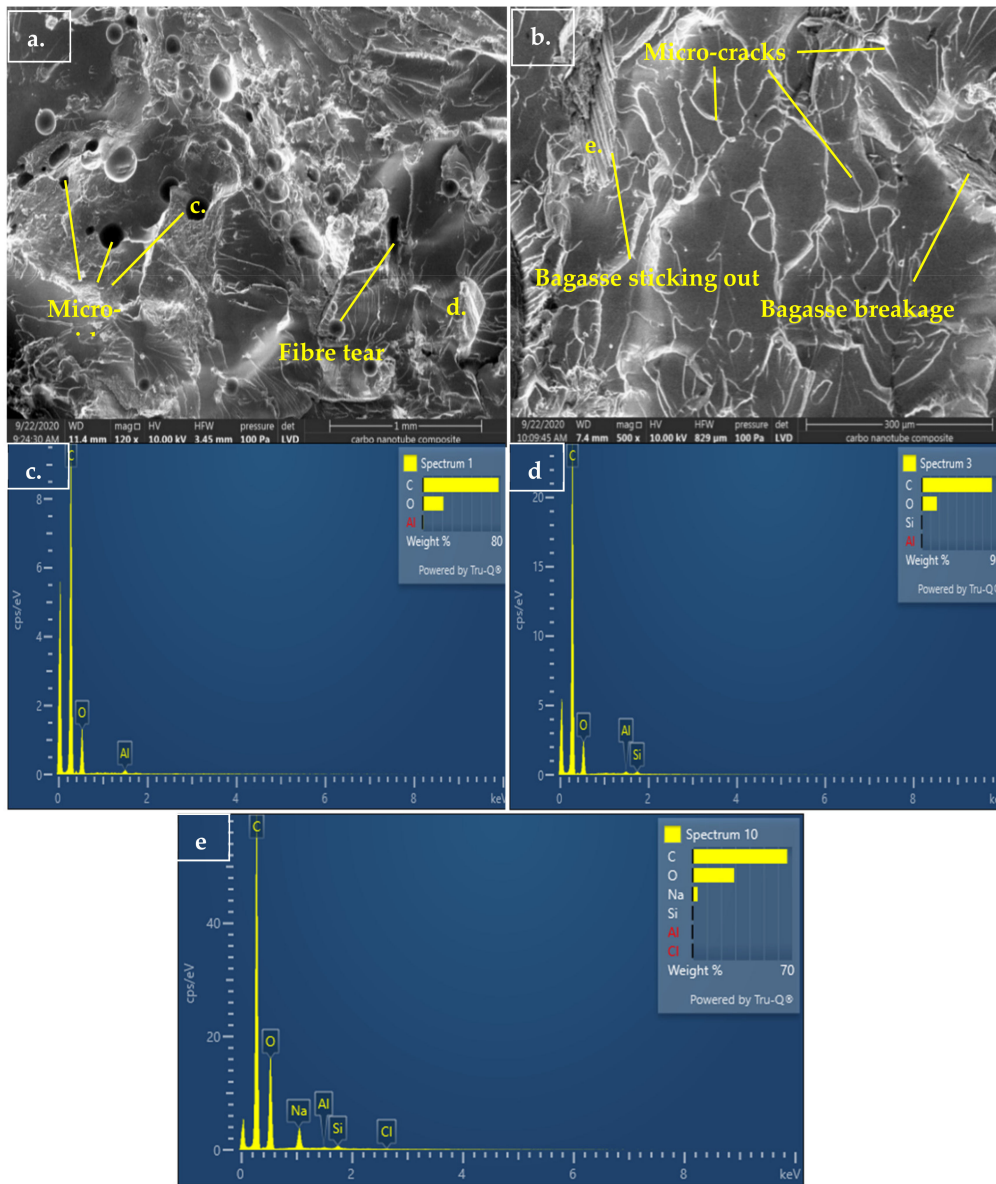 a.
c.
Micro-
d.
Fibre tear
9/22/2020 WD mag HV HFW pressure det
9:24:30 AM 11.4 mm 120 x 10.00 kV 3.45 mm 100 Pa LVD
1 mm
carbo nanotube composite
b.
Micro-cracks
e.
Bagasse sticking out
Bagasse breakage
9/22/2020 WD mag HV HFW pressure det
10:09:45 AM 7.4 mm 500 x 10.00 kV 829 µm 100 Pa LVD
300 µm
carbo nanotube composite
c.
C
Spectrum 1
C
O
Al
Weight % 80
Powered by Tru-Q®
8
6
4
2
0
cps/eV
O
Al
0 2 4 6 8 keV
d
C
Spectrum 3
C
O
Si
Al
Weight % 9
Powered by Tru-Q®
20
15
10
5
0
cps/eV
O
Al
Si
0 2 4 6 8 ke
e
C
Spectrum 10
C
O
Na
Si
Al
Cl
Weight % 70
Powered by Tru-Q®
40
20
0
cps/eV
O
Na
Al
Si
Cl
0 2 4 6 8 keV